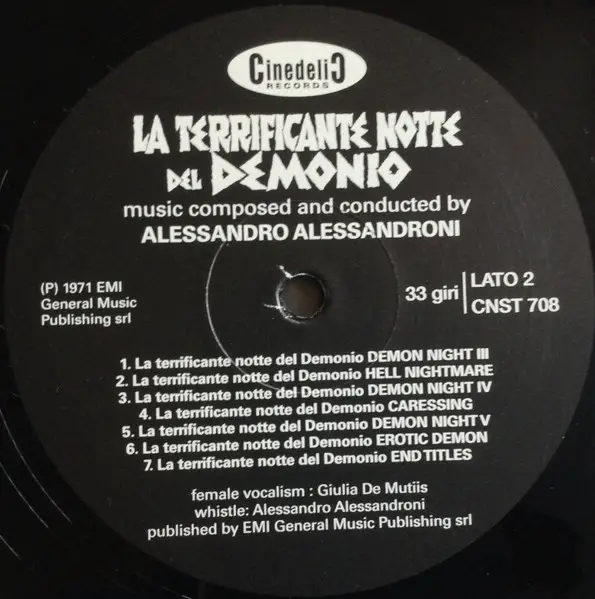 CinedeliC
RECORDS
LA TERRIFICANTE NOTTE
DEL DEMONIO
music composed and conducted by
ALESSANDRO ALESSANDRONI
(P) 1971 EMI
General Music
Publishing srl
33 giri
LATO 2
CNST 708
1. La terrificante notte del Demonio DEMON NIGHT III
2. La terrificante notte del Demonio HELL NIGHTMARE
3. La terrificante notte del Demonio DEMON NIGHT IV
4. La terrificante notte del Demonio CARESSING
5. La terrificante notte del Demonio DEMON NIGHT V
6. La terrificante notte del Demonio EROTIC DEMON
7. La terrificante notte del Demonio END TITLES
female vocalism : Giulia De Mutiis
whistle: Alessandro Alessandroni
published by EMI General Music Publishing srl